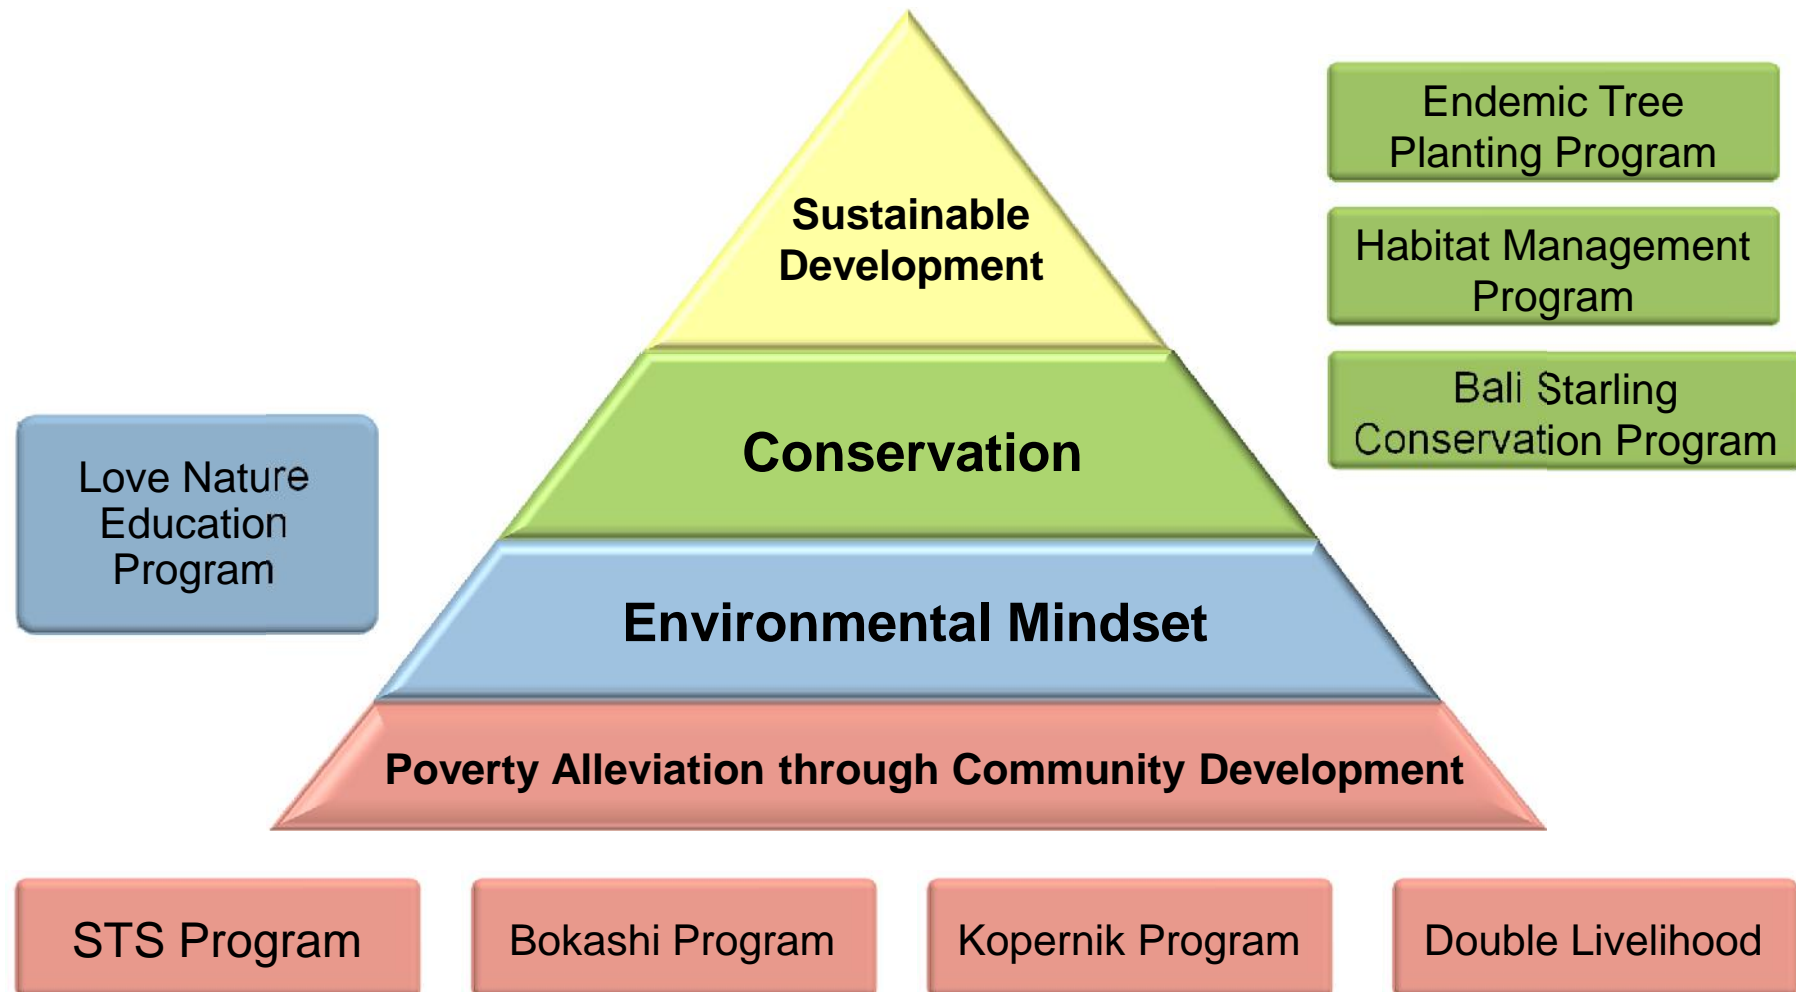 Sustainable
Development
Endemic Tree
Planting Program
Habitat Management
Program
Bali Starling
Conservation Program
Conservation
Love Nature
Education
Program
Environmental Mindset
Poverty Alleviation through Community Development
STS Program
Bokashi Program
Kopernik Program
Double Livelihood